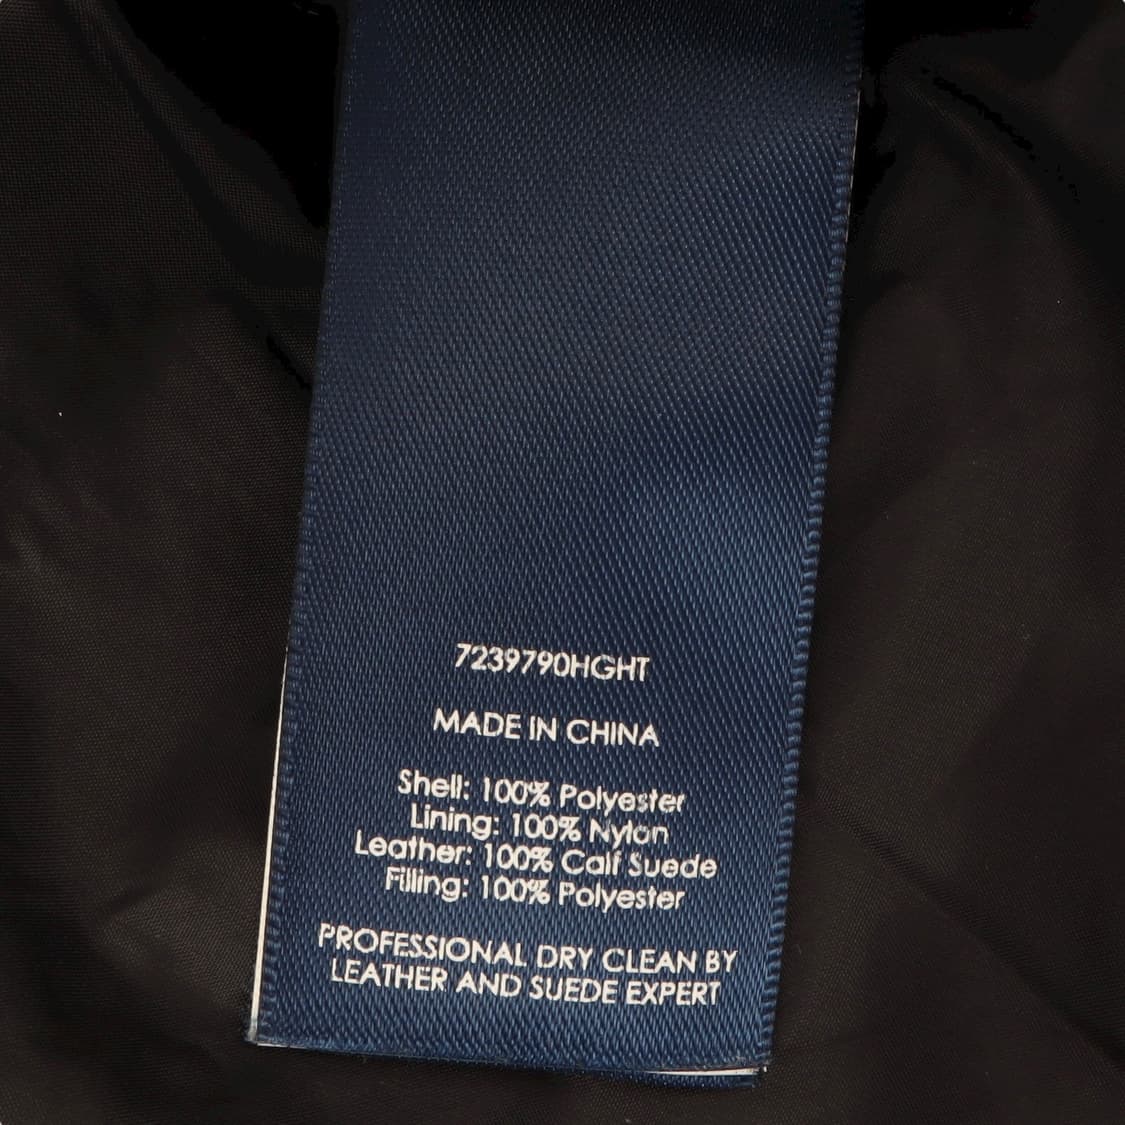 7239790HGHT
MADE IN CHINA
Shell: 100% Polyester
Lining: 100% Nylon
Leather: 100% Calf Suede
Filling: 100% Polyester
PROFESSIONAL DRY CLEAN BY
LEATHER AND SUEDE EXPERT